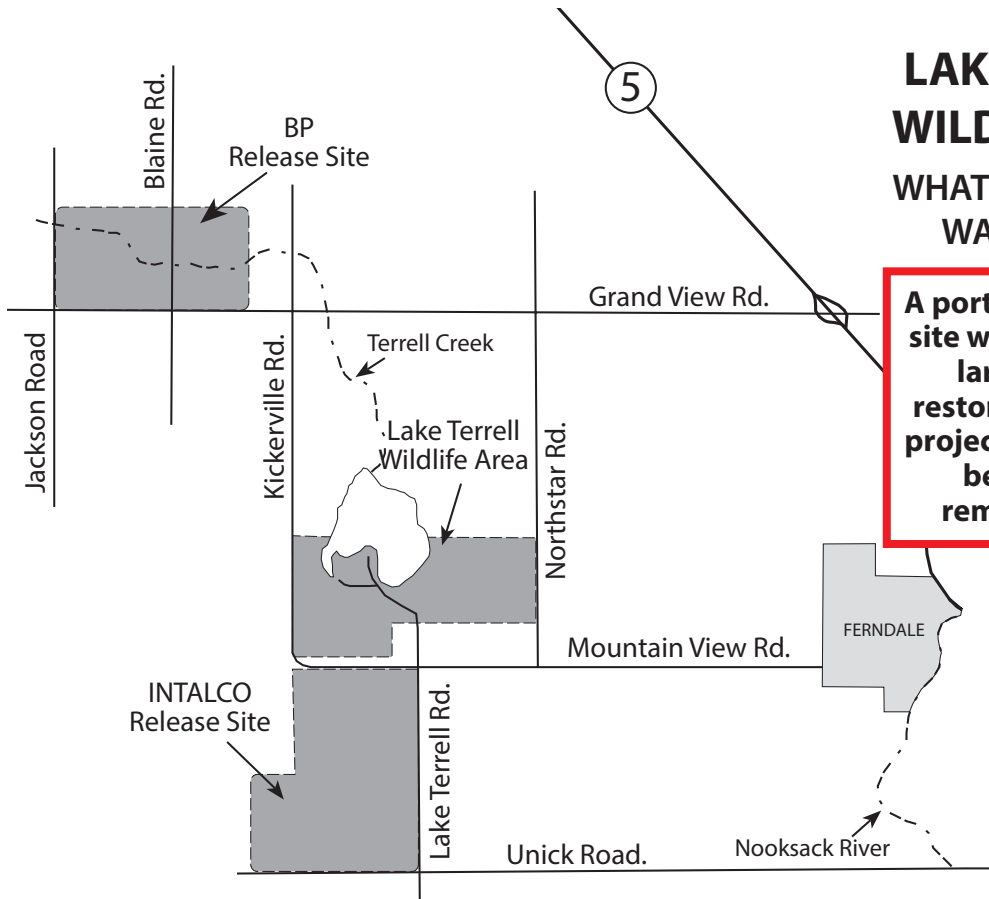 5
LAK
WILD
WHAT
WA
Blaine Rd.
BP
Release Site
A port
site w
lar
restor
projec
be
rem
Grand View Rd.
Jackson Road
Kickerville Rd.
Terrell Creek
Lake Terrell
Wildlife Area
Northstar Rd.
FERNDALE
Mountain View Rd.
INTALCO
Release Site
Lake Terrell Rd.
Unick Road.
Nooksack River